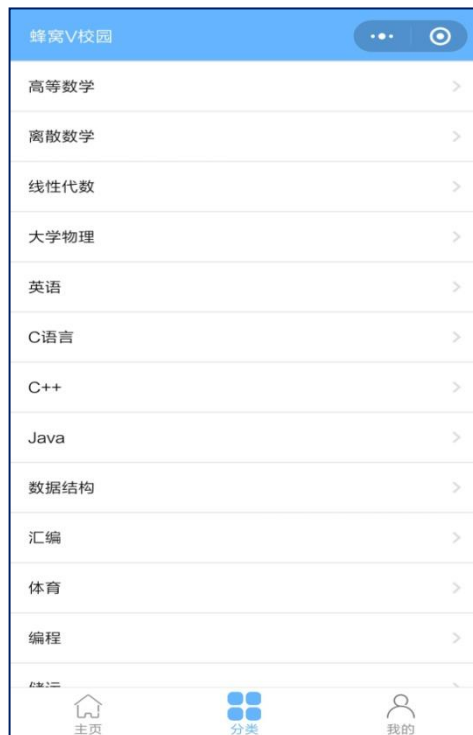 蜂窝V校园
高等数学
离散数学
线性代数
大学物理
英语
C语言
C++
Java
数据结构
汇编
体育
编程
主页
分类
我的